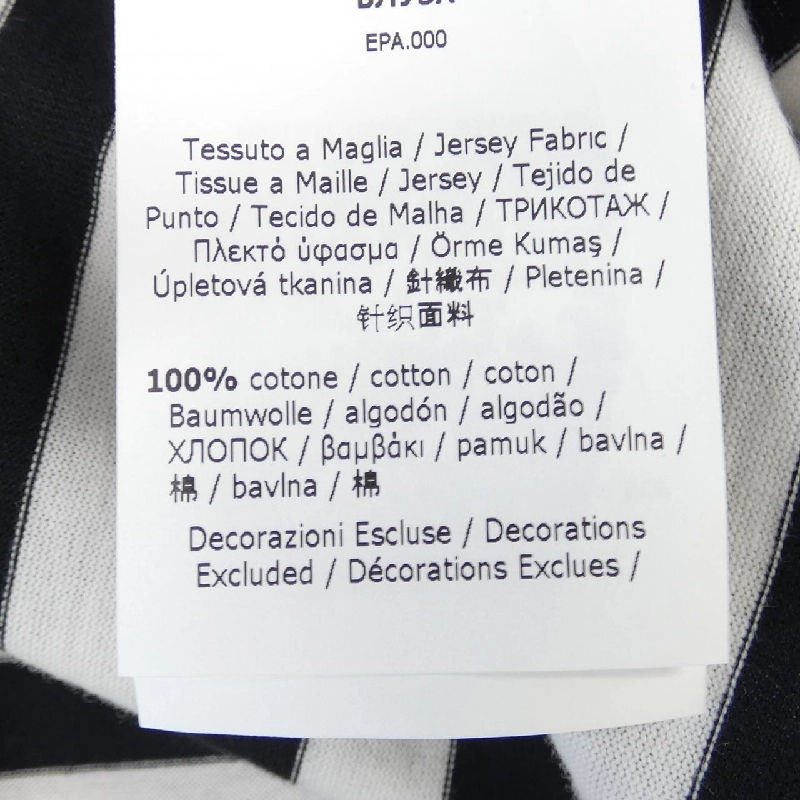 БЛУЗА
EPA.000
Tessuto a Maglia / Jersey Fabric /
Tissue a Maille / Jersey / Tejido de
Punto / Tecido de Malha / ТРИКОТАЖ /
Πλεκτό ύφασμα / Örme Kumaş /
Úpletová tkanina / 針織布 / Pletenina /
针织面料
100% cotone / cotton / coton /
Baumwolle / algodón / algodão /
ХЛОПОК / βαμβάκι / pamuk / bavlna /
棉 / bavlna / 棉
Decorazioni Escluse / Decorations
Excluded / Décorations Exclues /